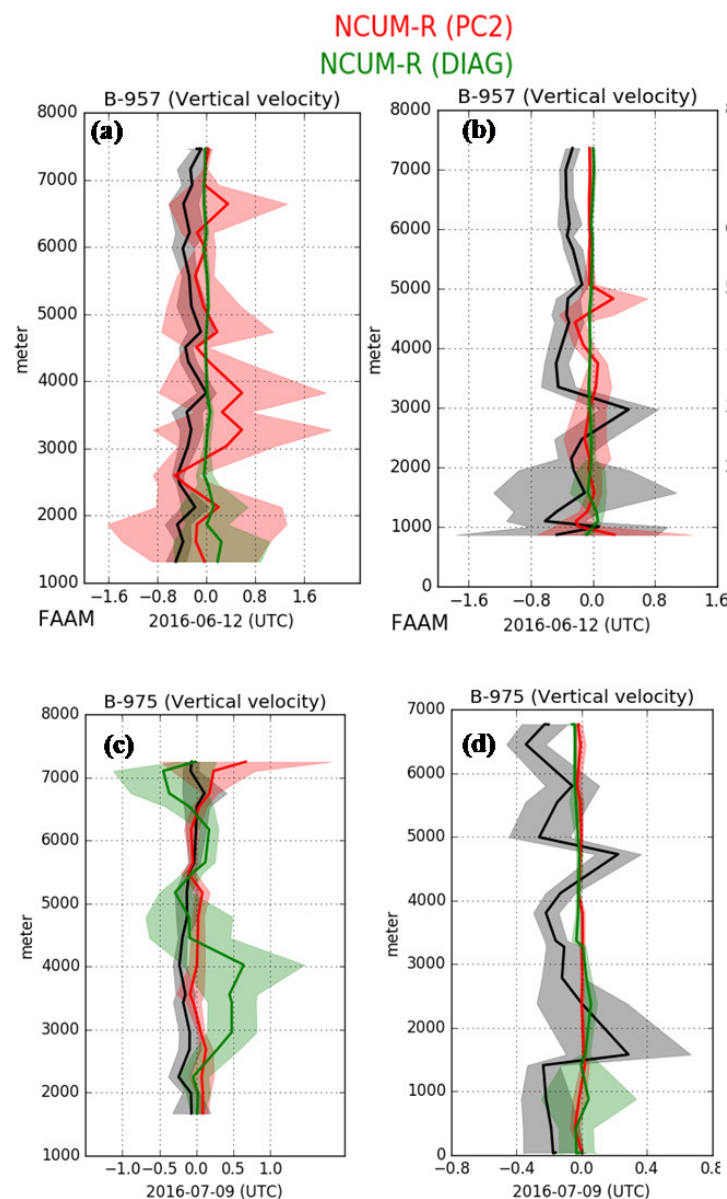 NCUM-R (PC2)
NCUM-R (DIAG)
B-957 (Vertical velocity)
(a)
8000
7000
6000
5000
4000
3000
2000
1000
meter
−1.6 −0.8 0.0 0.8 1.6
FAAM 2016-06-12 (UTC)
B-957 (Vertical velocity)
(b)
8000
7000
6000
5000
4000
3000
2000
1000
0
meter
−1.6 −0.8 0.0 0.8 1.6
FAAM 2016-06-12 (UTC)
B-975 (Vertical velocity)
(c)
8000
7000
6000
5000
4000
3000
2000
1000
meter
−1.0 −0.5 0.0 0.5 1.0
2016-07-09 (UTC)
B-975 (Vertical velocity)
(d)
7000
6000
5000
4000
3000
2000
1000
0
meter
−0.8 −0.4 0.0 0.4 0.8
2016-07-09 (UTC)